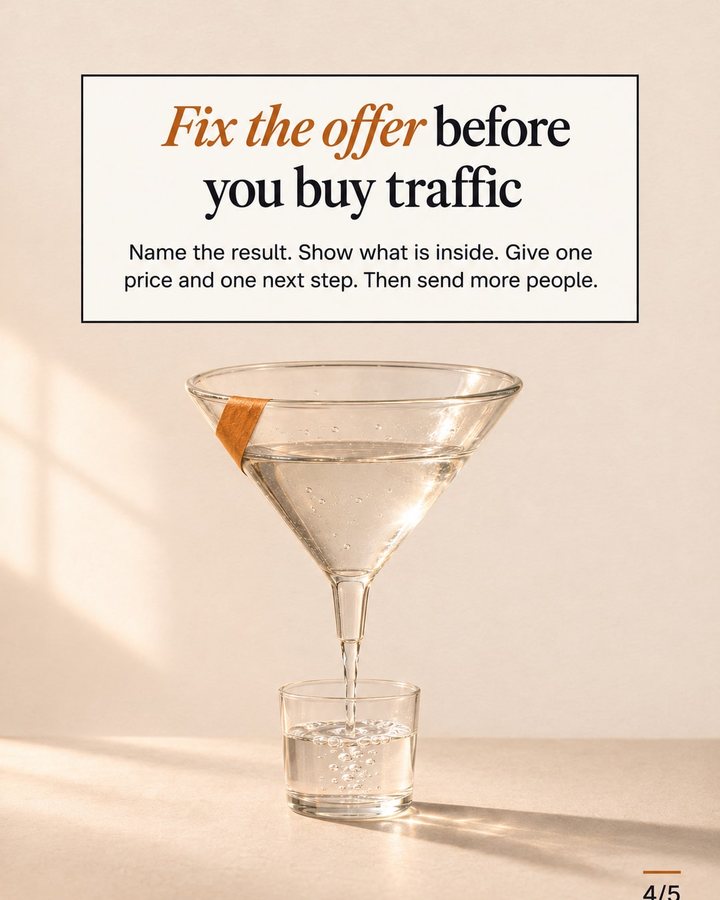 Fix the offer before
you buy traffic
Name the result. Show what is inside. Give one
price and one next step. Then send more people.
4/5